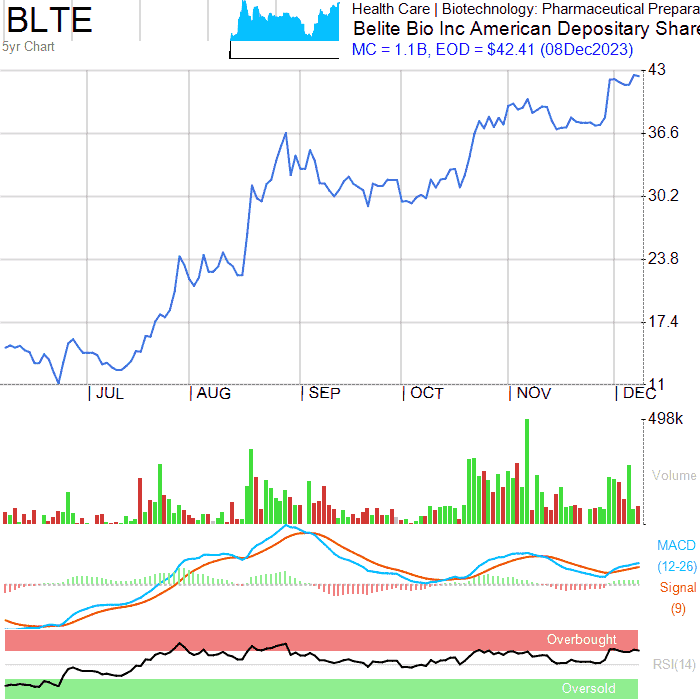 BLTE
5yr Chart
Health Care | Biotechnology: Pharmaceutical Prepara
Belite Bio Inc American Depositary Share
MC = 1.1B, EOD = $42.41 (08Dec2023)
43
36.6
30.2
23.8
17.4
11
JUL
AUG
SEP
OCT
NOV
DEC
498k
Volume
MACD
(12-26)
Signal
(9)
Overbought
RSI(14)
Oversold